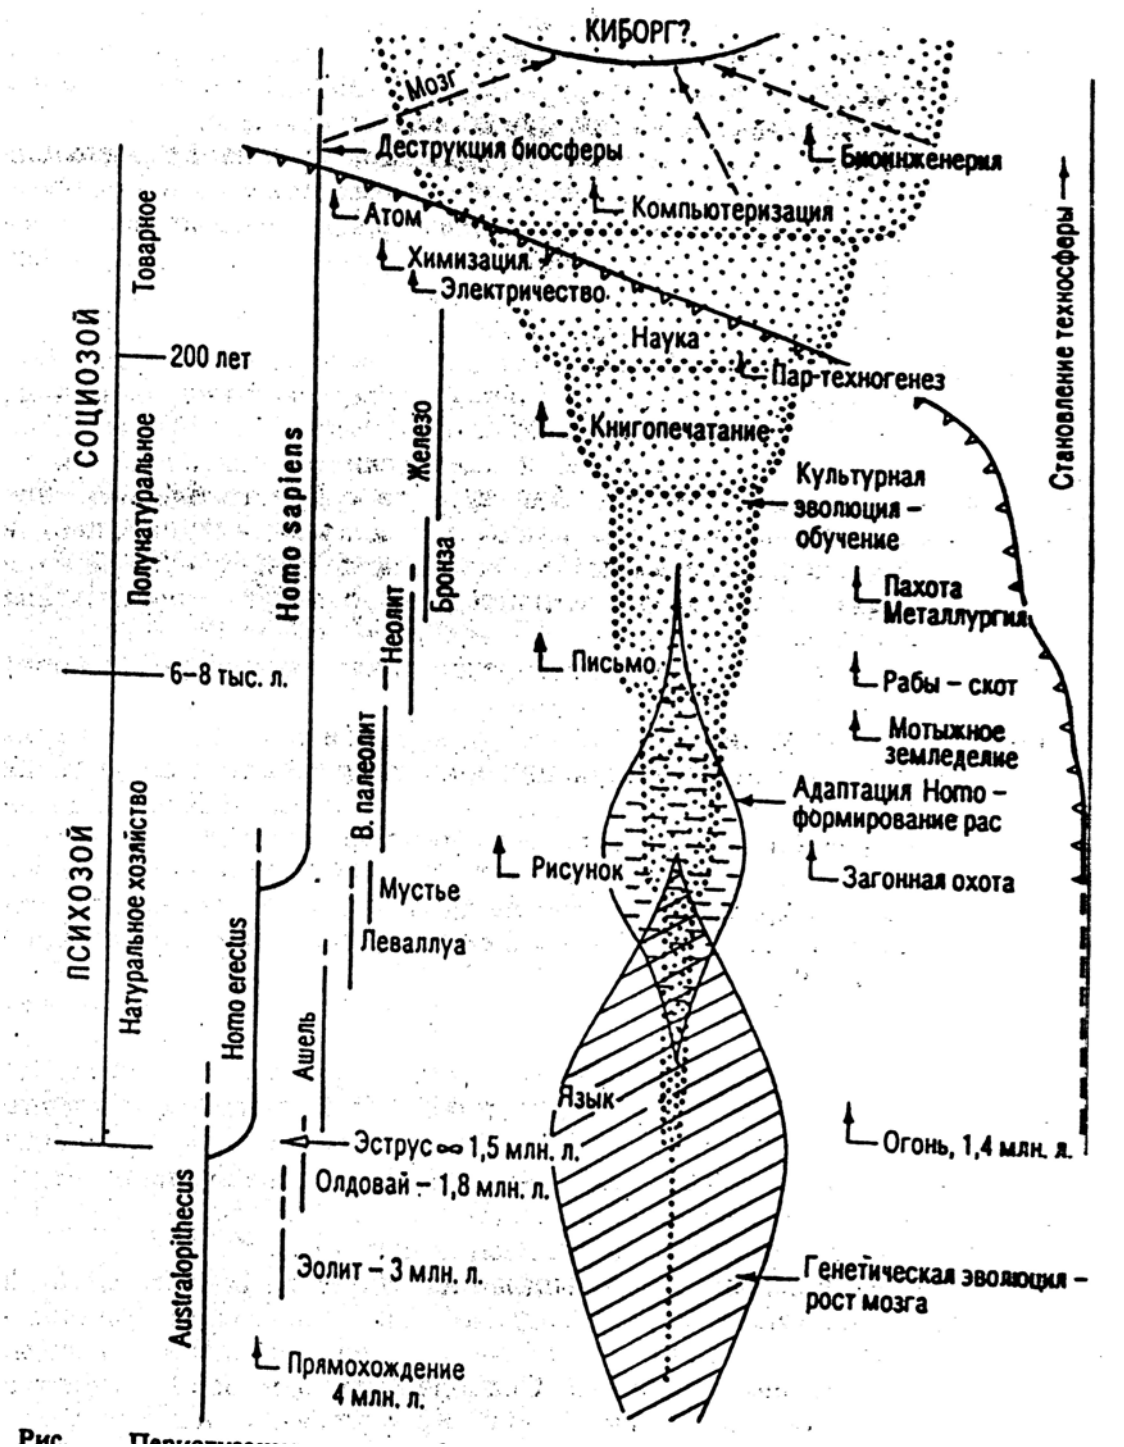 КИБОРГ?
Мозг
Деструкция биосферы
Биоинженерия
Атом
Компьютеризация
Химизация
Электричество
Товарное
Наука
200 лет
Пар-техногенез
СОЦИОЗОЙ
Становление техносферы
Книгопечатание
Железо
Homo sapiens
Полунатуральное
Культурная
эволюция –
обучение
Бронза
Пахота
Металлургия
Неолит
Письмо
6–8 тыс. л.
Рабы – скот
Мотыжное
земледелие
В. палеолит
Адаптация Homo –
формирование рас
ПСИХОЗОЙ
Натуральное хозяйство
Рисунок
Загонная охота
Мустье
Леваллуа
Homo erectus
Ашель
Язык
Эструс ∞ 1,5 млн. л.
Огонь, 1,4 млн. л.
Олдовай – 1,8 млн. л.
Australopithecus
Эолит – 3 млн. л.
Генетическая эволюция –
рост мозга
Прямохождение
4 млн. л.
Рис.